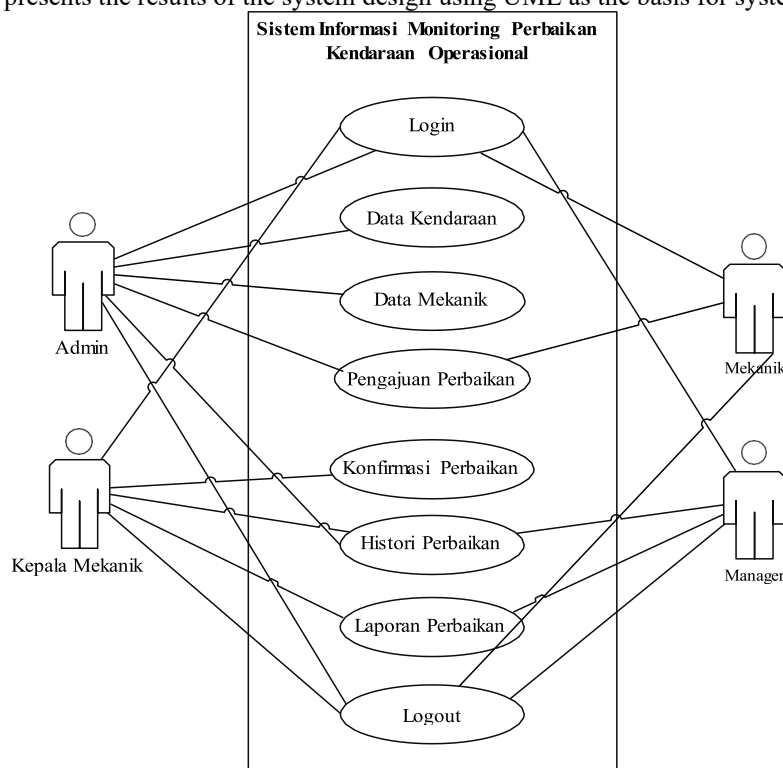 presents the results of the system design using UML as the basis for syste
Sistem Informasi Monitoring Perbaikan
Kendaraan Operasional
Login
Data Kendaraan
Data Mekanik
Pengajuan Perbaikan
Konfirmasi Perbaikan
Histori Perbaikan
Laporan Perbaikan
Logout
Admin
Kepala Mekanik
Mekanik
Manager